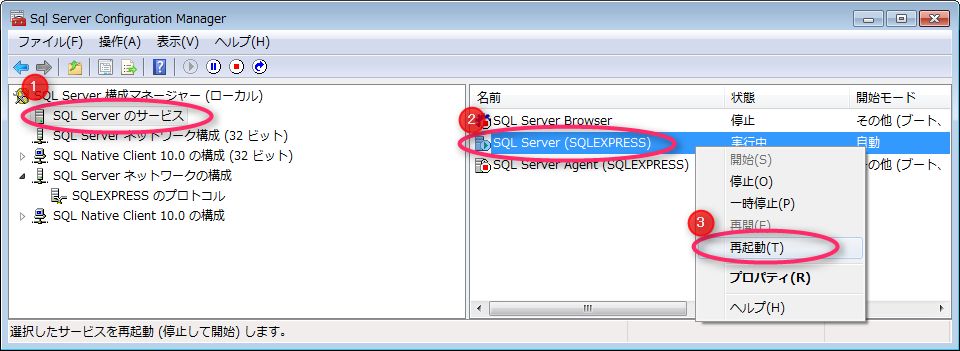 Sql Server Configuration Manager
ファイル(F) 操作(A) 表示(V) ヘルプ(H)
1
SQL Server 構成マネージャー (ローカル)
SQL Server のサービス
SQL Server ネットワーク構成 (32 ビット)
SQL Native Client 10.0 の構成 (32 ビット)
SQL Server ネットワークの構成
SQLEXPRESS のプロトコル
SQL Native Client 10.0 の構成
名前 状態 開始モード
2
SQL Server Browser 停止 その他 (ブート、
SQL Server (SQLEXPRESS) 実行中 自動
SQL Server Agent (SQLEXPRESS) の他 (ブート、
開始(S)
停止(O)
一時停止(P)
再開(E)
3
再起動(T)
プロパティ(R)
ヘルプ(H)
選択したサービスを再起動 (停止して開始) します。